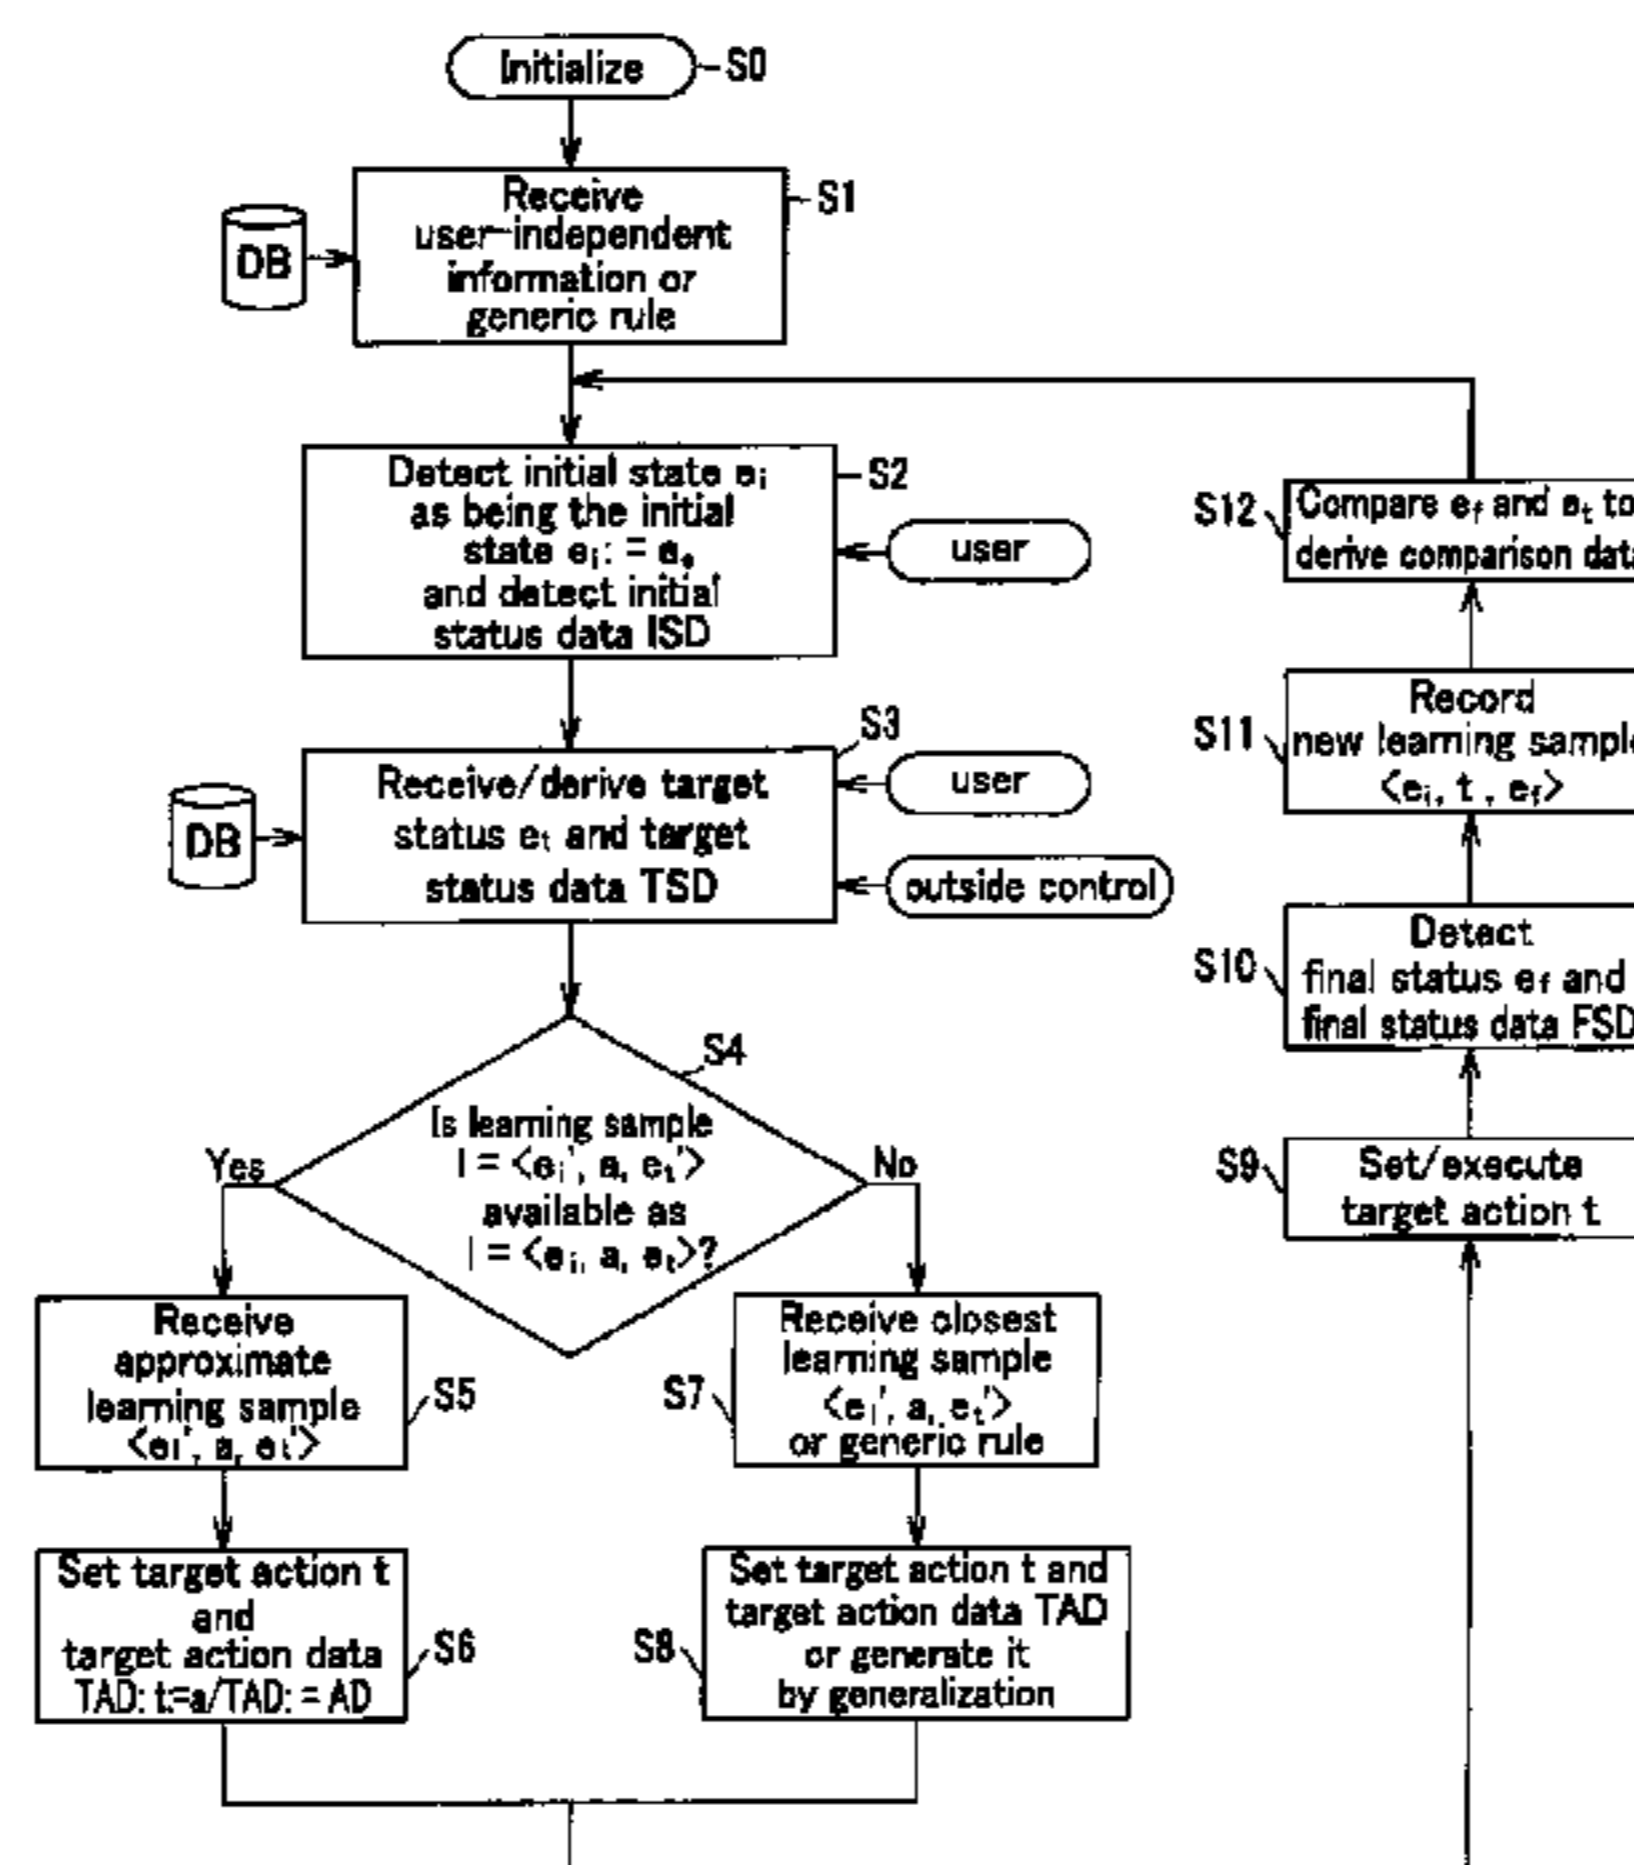 Initialize
S0
Receive
user-independent
information or
generic rule
S1
DB
Detect initial state eᵢ
as being the initial
state eᵢ: = eₑ
and detect initial
status data ISD
S2
user
Receive/derive target
status eₜ and target
status data TSD
S3
DB
user
outside control
Is learning sample
l = <eᵢ', a, eₜ'>
available as
l = <eᵢ, a, eₜ>?
S4
Yes
No
Receive
approximate
learning sample
<eᵢ', a, eₜ'>
S5
Set target action t
and
target action data
TAD: t:=a/TAD: = AD
S6
Receive closest
learning sample
<eᵢ', a, eₜ'>
or generic rule
S7
Set target action t and
target action data TAD
or generate it
by generalization
S8
Set/execute
target action t
S9
Detect
final status e_f and
final status data FSD
S10
Record
new learning sample
<eᵢ, t, e_f>
S11
Compare e_f and eₜ to
derive comparison data
S12